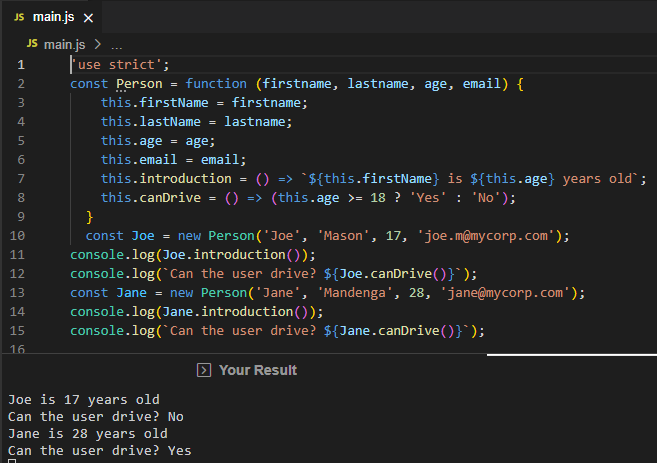 JS main.js ×
JS main.js > ...
1 'use strict';
2 const Person = function (firstname, lastname, age, email) {
3 this.firstName = firstname;
4 this.lastName = lastname;
5 this.age = age;
6 this.email = email;
7 this.introduction = () => `${this.firstName} is ${this.age} years old`;
8 this.canDrive = () => (this.age >= 18 ? 'Yes' : 'No');
9 }
10 const Joe = new Person('Joe', 'Mason', 17, 'joe.m@mycorp.com');
11 console.log(Joe.introduction());
12 console.log(`Can the user drive? ${Joe.canDrive()}`);
13 const Jane = new Person('Jane', 'Mandenga', 28, 'jane@mycorp.com');
14 console.log(Jane.introduction());
15 console.log(`Can the user drive? ${Jane.canDrive()}`);
16
Your Result
Joe is 17 years old
Can the user drive? No
Jane is 28 years old
Can the user drive? Yes